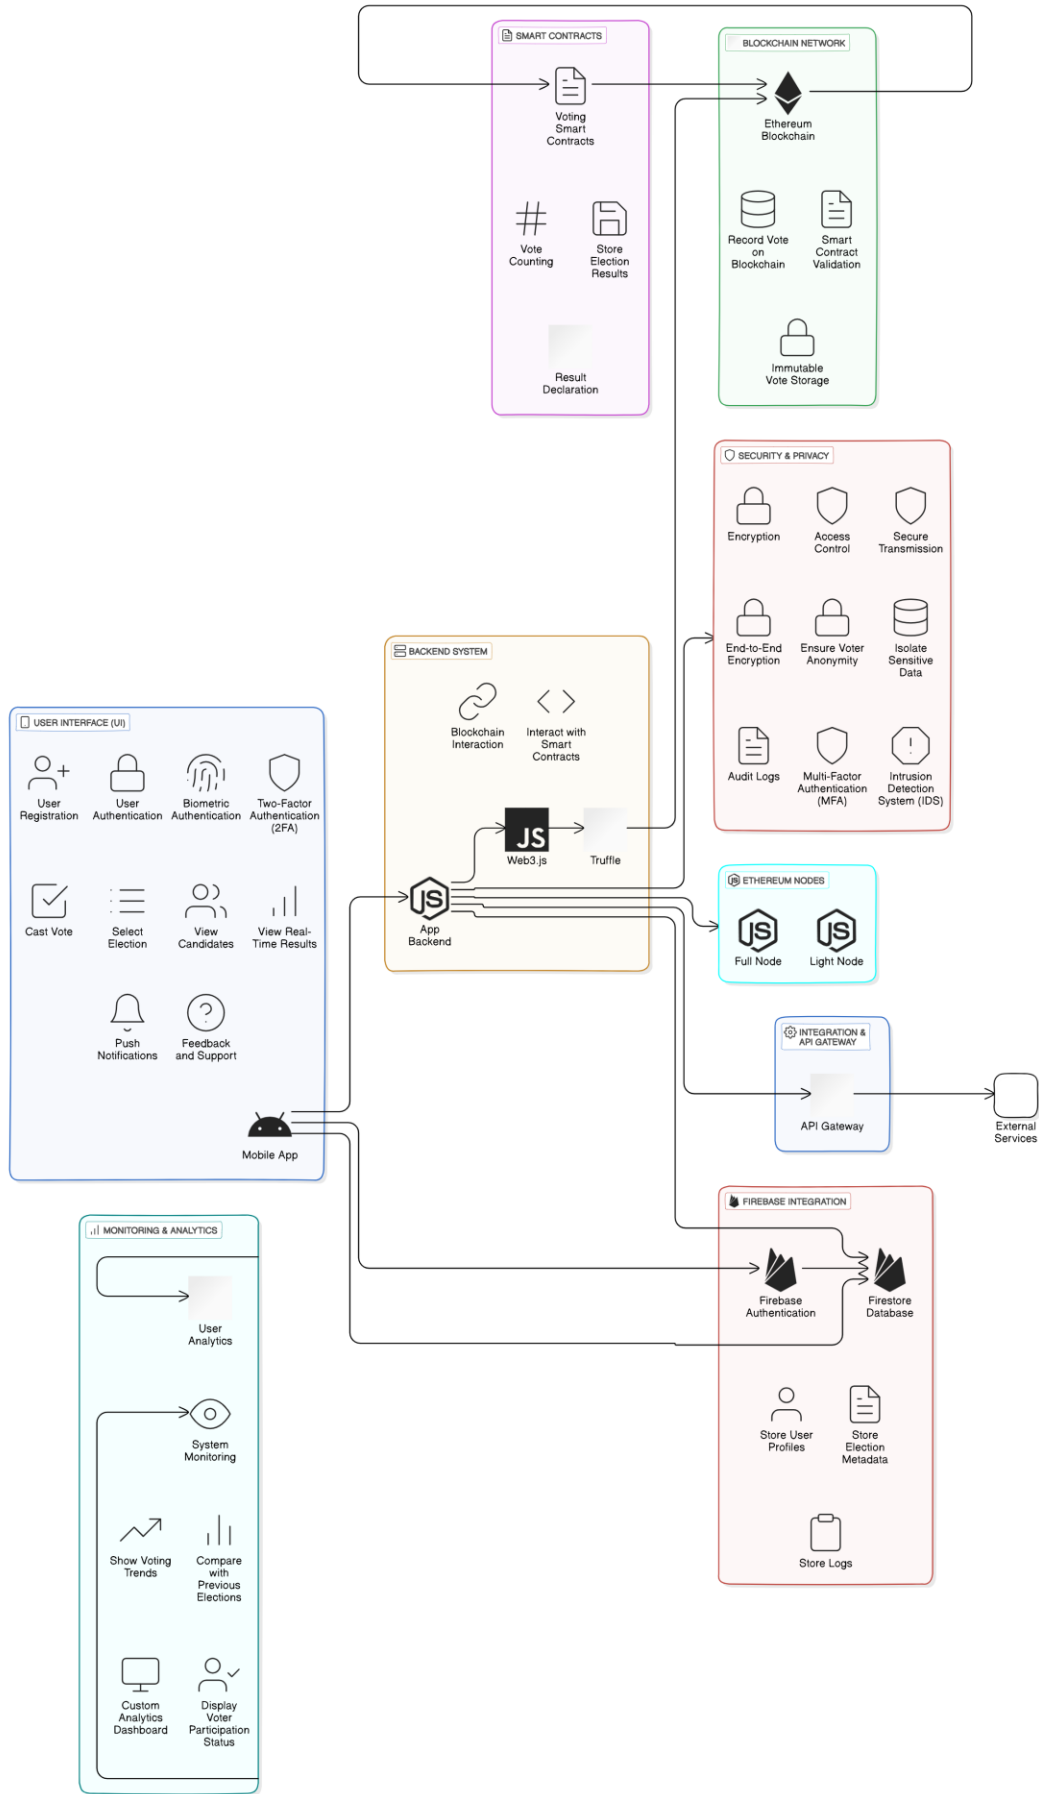 SMART CONTRACTS
Voting
Smart
Contracts
Vote
Counting
Store
Election
Results
Result
Declaration
BLOCKCHAIN NETWORK
Ethereum
Blockchain
Record Vote
on
Blockchain
Smart
Contract
Validation
Immutable
Vote Storage
SECURITY & PRIVACY
Encryption
Access
Control
Secure
Transmission
End-to-End
Encryption
Ensure Voter
Anonymity
Isolate
Sensitive
Data
Audit Logs
Multi-Factor
Authentication
(MFA)
Intrusion
Detection
System (IDS)
BACKEND SYSTEM
Blockchain
Interaction
Interact with
Smart
Contracts
JS
Web3.js
Truffle
JS
App
Backend
USER INTERFACE (UI)
User
Registration
User
Authentication
Biometric
Authentication
Two-Factor
Authentication
(2FA)
Cast Vote
Select
Election
View
Candidates
View Real-
Time Results
Push
Notifications
Feedback
and Support
Mobile App
ETHEREUM NODES
JS
Full Node
JS
Light Node
INTEGRATION &
API GATEWAY
API Gateway
External
Services
FIREBASE INTEGRATION
Firebase
Authentication
Firestore
Database
Store User
Profiles
Store
Election
Metadata
Store Logs
MONITORING & ANALYTICS
User
Analytics
System
Monitoring
Show Voting
Trends
Compare
with
Previous
Elections
Custom
Analytics
Dashboard
Display
Voter
Participation
Status